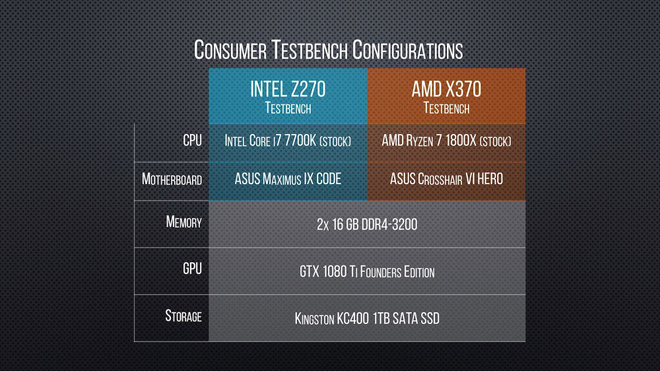 Consumer Testbench Configurations
INTEL Z270 AMD X370
Testbench Testbench
CPU Intel Core i7 7700K (stock) AMD Ryzen 7 1800X (stock)
Motherboard ASUS Maximus IX CODE ASUS Crosshair VI HERO
Memory 2x 16 GB DDR4-3200
GPU GTX 1080 Ti Founders Edition
Storage Kingston KC400 1TB SATA SSD